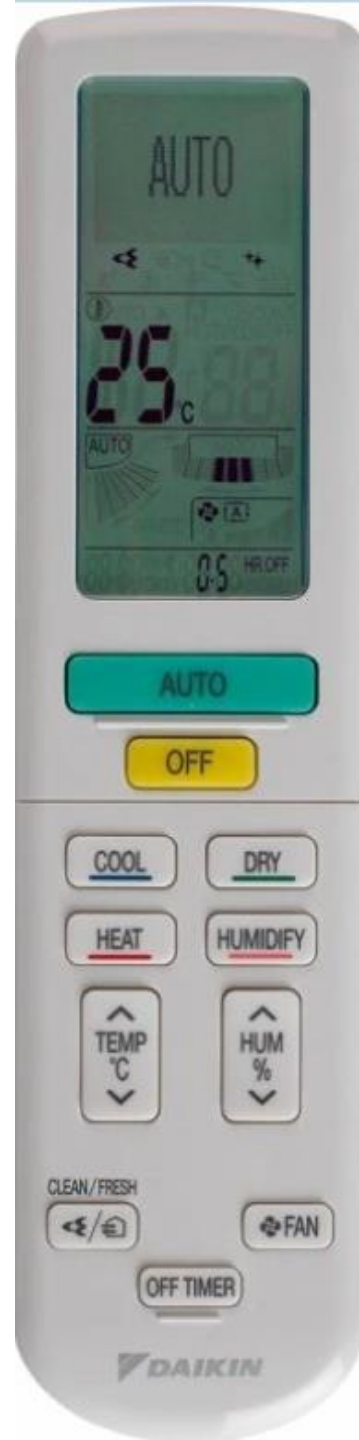 AUTO
25 °C
AUTO
A
0.5 HR OFF
AUTO
OFF
COOL DRY
HEAT HUMIDIFY
TEMP °C HUM %
CLEAN/FRESH
/ FAN
OFF TIMER
DAIKIN